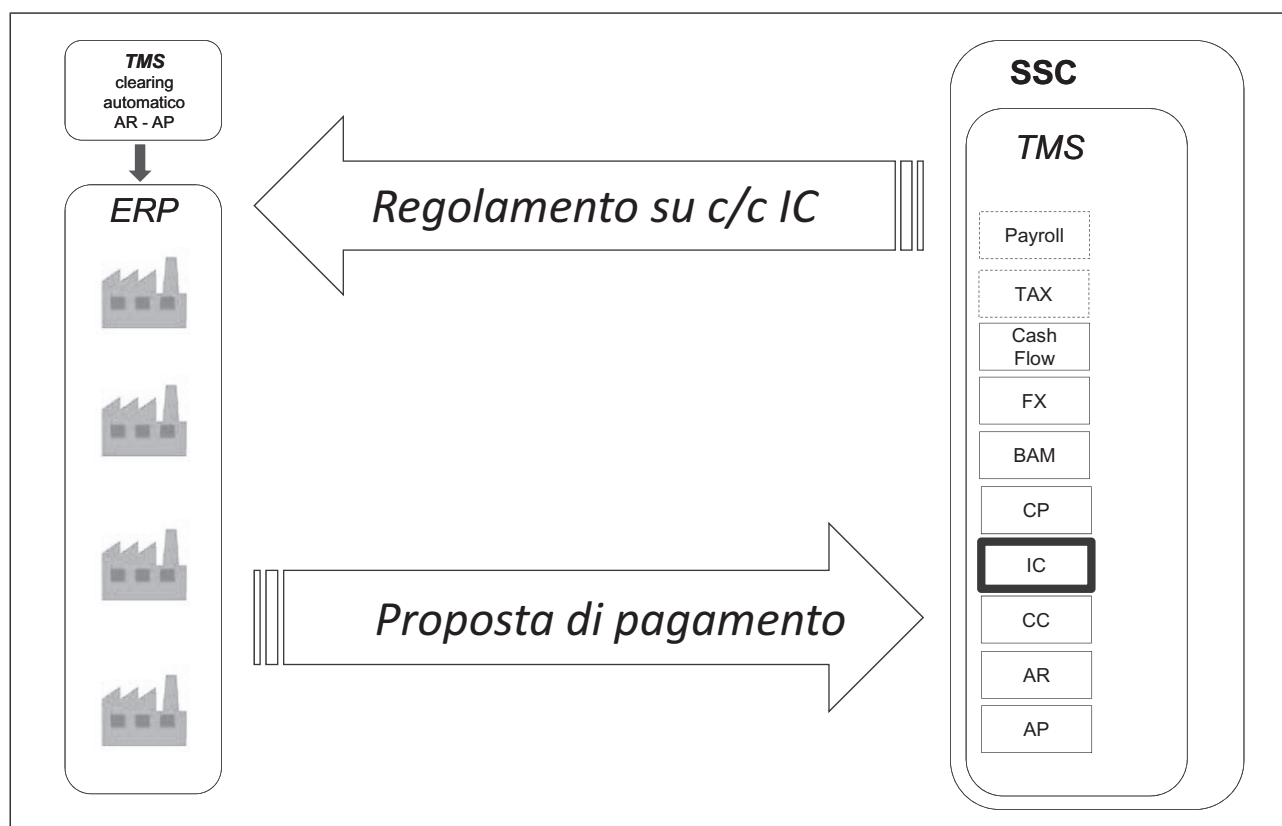 TMS
clearing
automatico
AR - AP
ERP
Regolamento su c/c IC
Proposta di pagamento
SSC
TMS
Payroll
TAX
Cash
Flow
FX
BAM
CP
IC
CC
AR
AP